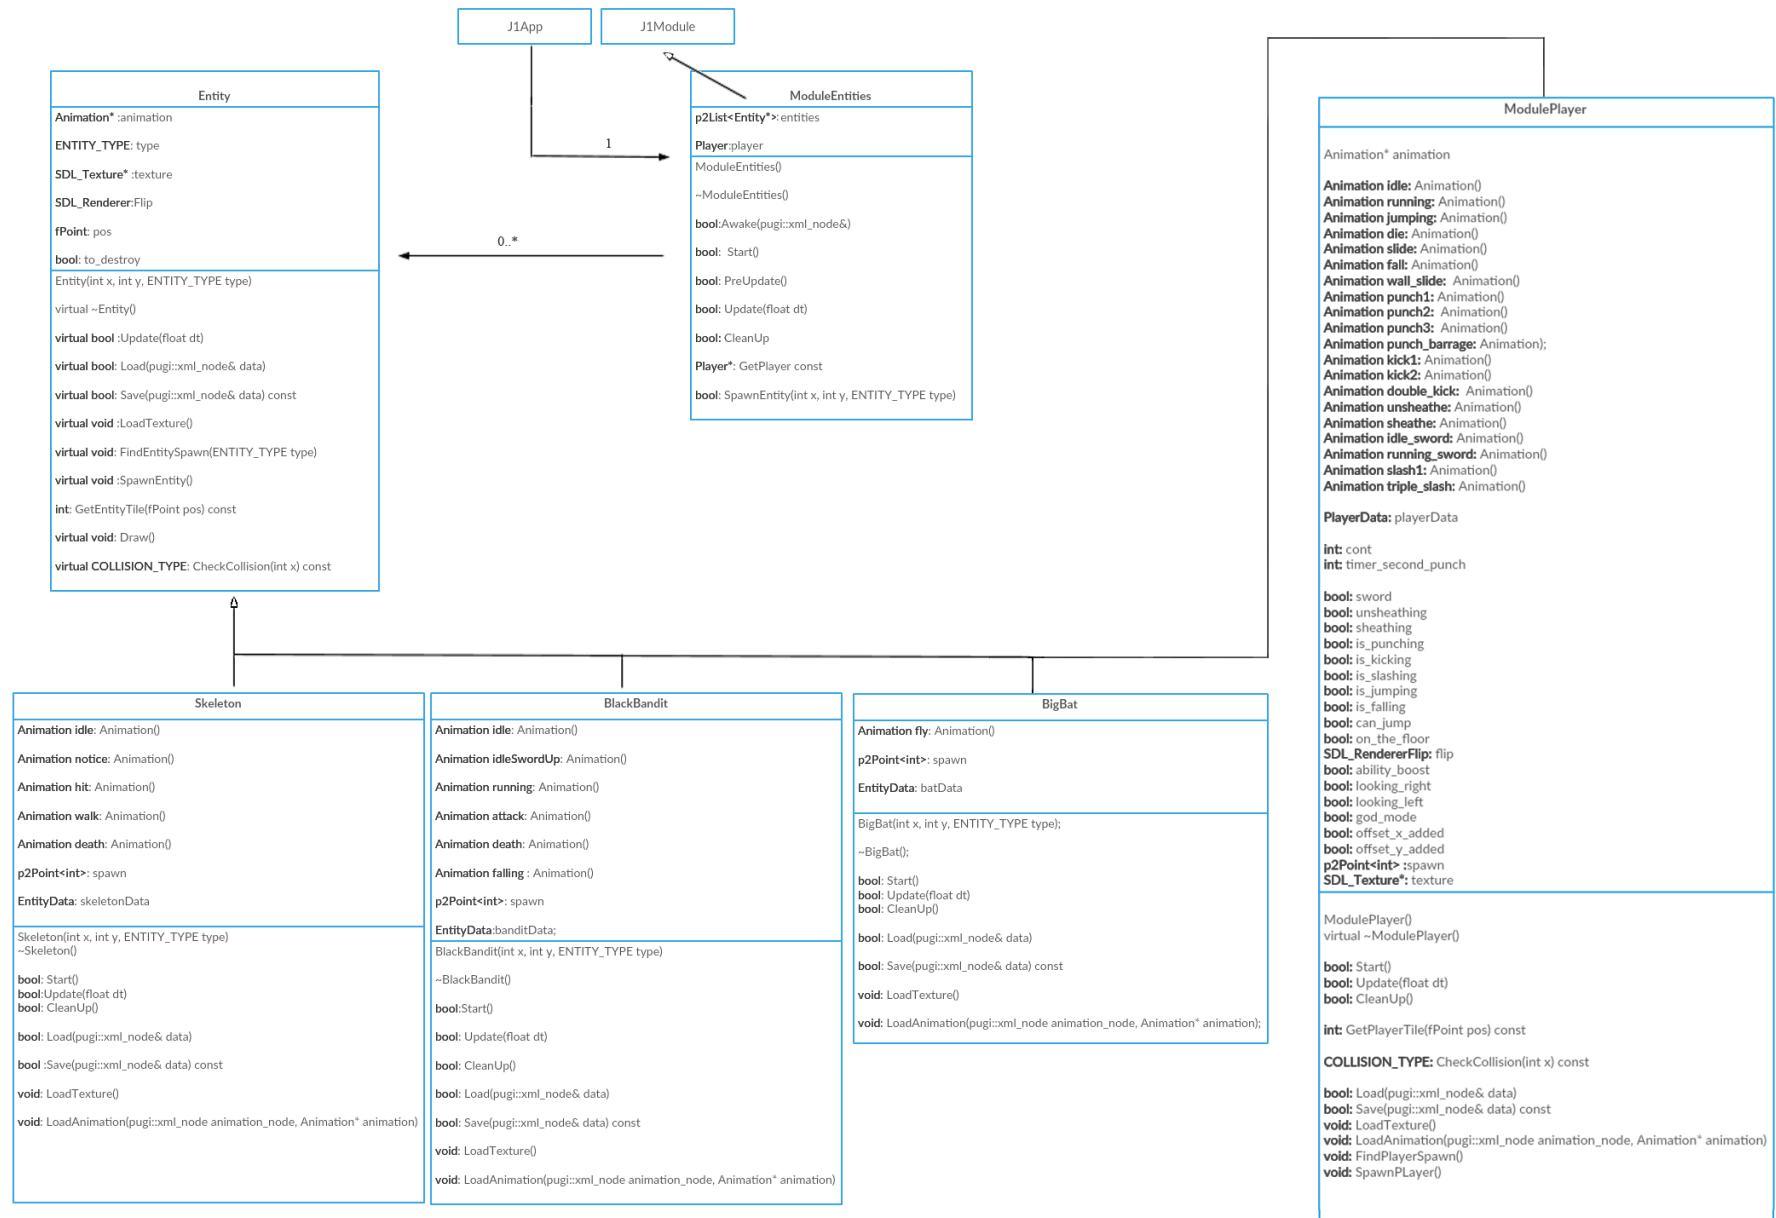 J1App
J1Module
Entity
Animation* :animation
ENTITY_TYPE: type
SDL_Texture* :texture
SDL_Renderer:Flip
fPoint: pos
bool: to_destroy
Entity(int x, int y, ENTITY_TYPE type)
virtual ~Entity()
virtual bool :Update(float dt)
virtual bool: Load(pugi::xml_node& data)
virtual bool: Save(pugi::xml_node& data) const
virtual void :LoadTexture()
virtual void: FindEntitySpawn(ENTITY_TYPE type)
virtual void :SpawnEntity()
int: GetEntityTile(fPoint pos) const
virtual void: Draw()
virtual COLLISION_TYPE: CheckCollision(int x) const
1
0..*
ModuleEntities
p2List<Entity*>: entities
Player:player
ModuleEntities()
~ModuleEntities()
bool:Awake(pugi::xml_node&)
bool:  Start()
bool: PreUpdate()
bool: Update(float dt)
bool: CleanUp
Player*: GetPlayer const
bool: SpawnEntity(int x, int y, ENTITY_TYPE type)
ModulePlayer
Animation* animation
Animation idle: Animation()
Animation running: Animation()
Animation jumping: Animation()
Animation die: Animation()
Animation slide: Animation()
Animation fall: Animation()
Animation wall_slide:  Animation()
Animation punch1: Animation()
Animation punch2:  Animation()
Animation punch3:  Animation()
Animation punch_barrage: Animation);
Animation kick1: Animation()
Animation kick2: Animation()
Animation double_kick:  Animation()
Animation unsheathe: Animation()
Animation sheathe: Animation()
Animation idle_sword: Animation()
Animation running_sword: Animation()
Animation slash1: Animation()
Animation triple_slash: Animation()
PlayerData: playerData
int: cont
int: timer_second_punch
bool: sword
bool: unsheathing
bool: sheathing
bool: is_punching
bool: is_kicking
bool: is_slashing
bool: is_jumping
bool: is_falling
bool: can_jump
bool: on_the_floor
SDL_RendererFlip: flip
bool: ability_boost
bool: looking_right
bool: looking_left
bool: god_mode
bool: offset_x_added
bool: offset_y_added
p2Point<int> :spawn
SDL_Texture*: texture
ModulePlayer()
virtual ~ModulePlayer()
bool: Start()
bool: Update(float dt)
bool: CleanUp()
int: GetPlayerTile(fPoint pos) const
COLLISION_TYPE: CheckCollision(int x) const
bool: Load(pugi::xml_node& data)
bool: Save(pugi::xml_node& data) const
void: LoadTexture()
void: LoadAnimation(pugi::xml_node animation_node, Animation* animation)
void: FindPlayerSpawn()
void: SpawnPLayer()
Skeleton
Animation idle: Animation()
Animation notice: Animation()
Animation hit: Animation()
Animation walk: Animation()
Animation death: Animation()
p2Point<int>: spawn
EntityData: skeletonData
Skeleton(int x, int y, ENTITY_TYPE type)
~Skeleton()
bool: Start()
bool:Update(float dt)
bool: CleanUp()
bool: Load(pugi::xml_node& data)
bool :Save(pugi::xml_node& data) const
void: LoadTexture()
void: LoadAnimation(pugi::xml_node animation_node, Animation* animation)
BlackBandit
Animation idle: Animation()
Animation idleSwordUp: Animation()
Animation running: Animation()
Animation attack: Animation()
Animation death: Animation()
Animation falling : Animation()
p2Point<int>: spawn
EntityData:banditData;
BlackBandit(int x, int y, ENTITY_TYPE type)
~BlackBandit()
bool:Start()
bool: Update(float dt)
bool: CleanUp()
bool: Load(pugi::xml_node& data)
bool: Save(pugi::xml_node& data) const
void: LoadTexture()
void: LoadAnimation(pugi::xml_node animation_node, Animation* animation)
BigBat
Animation fly: Animation()
p2Point<int>: spawn
EntityData: batData
BigBat(int x, int y, ENTITY_TYPE type);
~BigBat();
bool: Start()
bool: Update(float dt)
bool: CleanUp()
bool: Load(pugi::xml_node& data)
bool: Save(pugi::xml_node& data) const
void: LoadTexture()
void: LoadAnimation(pugi::xml_node animation_node, Animation* animation);